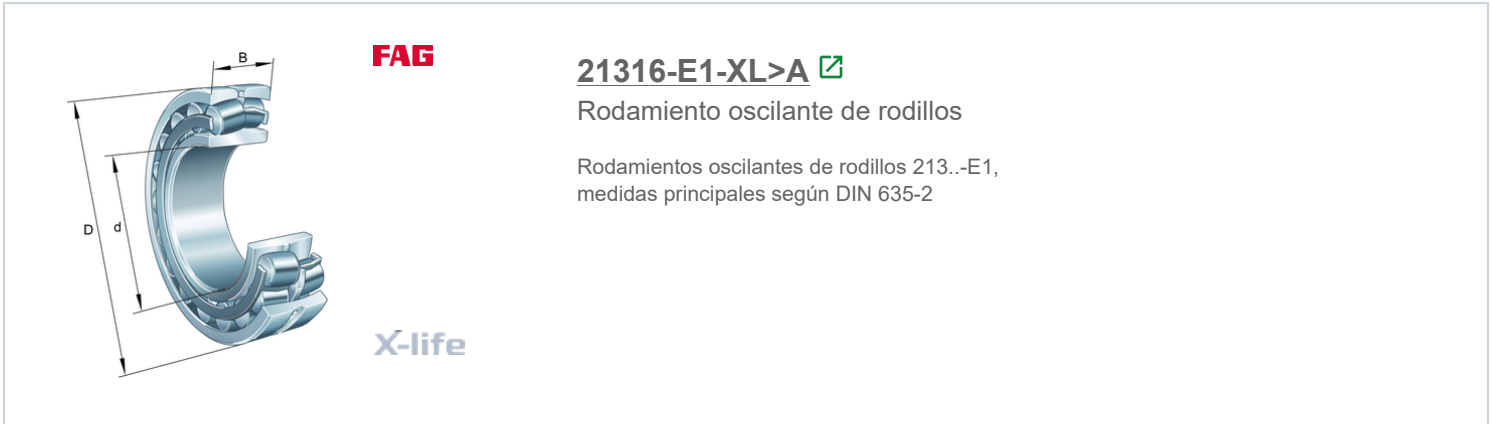 B
FAG
21316-E1-XL>A
Rodamiento oscilante de rodillos
Rodamientos oscilantes de rodillos 213..-E1,
medidas principales según DIN 635-2
D
d
X-life